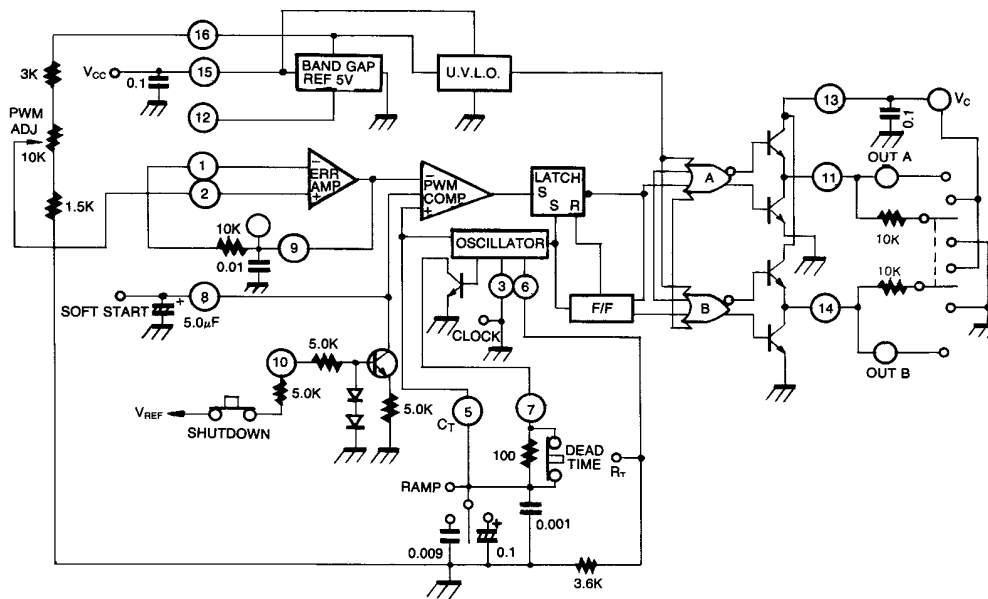 16
3K
VCC
0.1
15
BAND GAP
REF 5V
U.V.L.O.
12
13
VC
0.1
PWM
ADJ
10K
1
2
−
ERR
AMP
+
−
PWM
COMP
+
LATCH
S
S
R
A
OUT A
11
1.5K
10K
0.01
9
OSCILLATOR
3
6
10K
10K
SOFT START
+
5.0µF
8
CLOCK
F/F
B
14
OUT B
10
5.0K
5.0K
VREF
SHUTDOWN
5.0K
5
CT
7
100
DEAD
TIME
RT
RAMP
0.009
+
0.1
0.001
3.6K